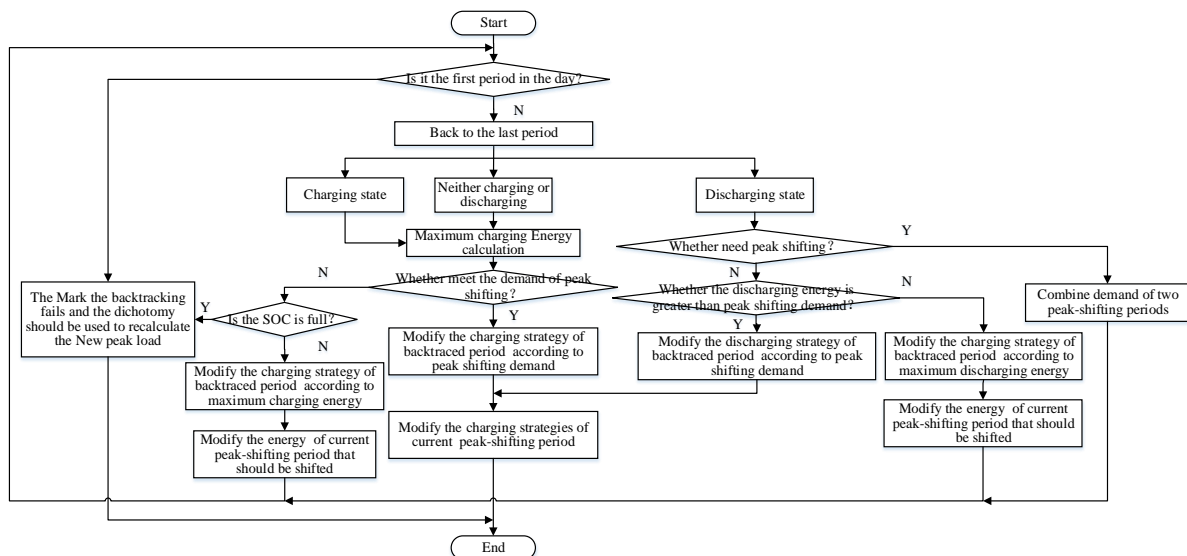 Start
Is it the first period in the day?
N
Back to the last period
Charging state
Neither charging or
discharging
Discharging state
Maximum charging Energy
calculation
Whether need peak shifting?
Y
N
Whether meet the demand of peak
shifting?
N
Whether the discharging energy is
greater than peak shifting demand?
N
The Mark the backtracking
fails and the dichotomy
should be used to recalculate
the New peak load
Y
Is the SOC is full?
Y
Y
Combine demand of two
peak-shifting periods
N
Modify the charging strategy of
backtraced period according to
maximum charging energy
Modify the charging strategy of
backtraced period according to
peak shifting demand
Modify the discharging strategy of
backtraced period according to peak
shifting demand
Modify the charging strategy of
backtraced period according to
maximum discharging energy
Modify the energy of current
peak-shifting period that
should be shifted
Modify the charging strategies of
current peak-shifting period
Modify the energy of current
peak-shifting period that should
be shifted
End